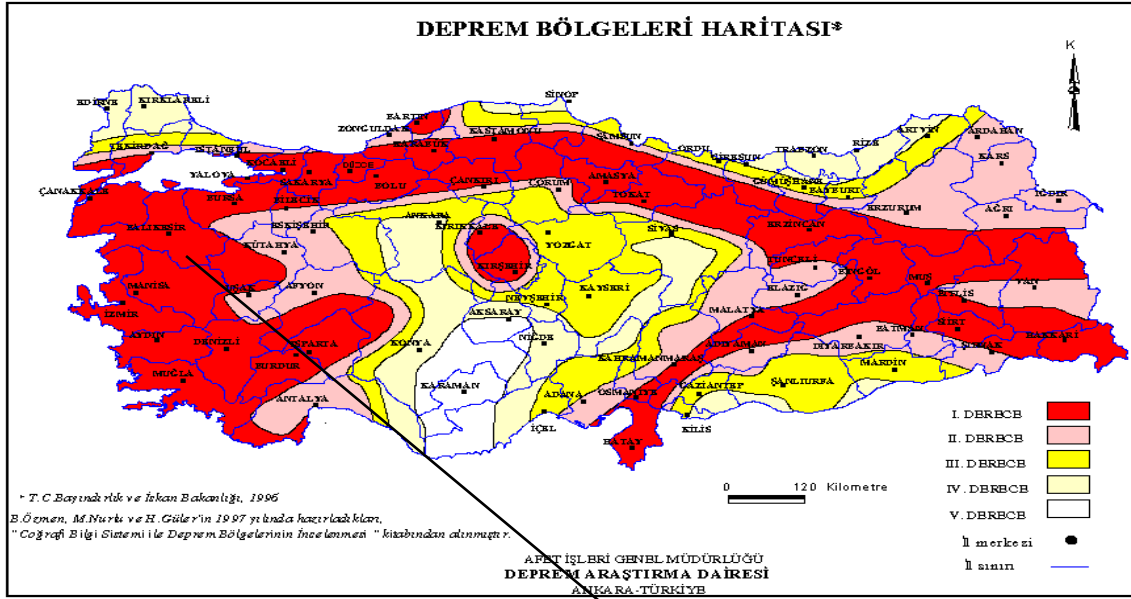 DEPREM BÖLGELERİ HARİTASI*
K
SİNOP
EDİRNE
KIRKLARELİ
BARTIN
ZONGULDAK
KASTAMONU
KARABÜK
SAMSUN
ARTVİN
ARDAHAN
TEKİRDAĞ
İSTANBUL
KOCAELİ
DÜZCE
ORDU
GİRESUN
TRABZON
RİZE
KARS
YALOVA
SAKARYA
BOLU
ÇANKIRI
ÇORUM
AMASYA
TOKAT
GÜMÜŞHANE
BAYBURT
IĞDIR
ÇANAKKALE
BURSA
BİLECİK
ERZURUM
AĞRI
BALIKESİR
ESKİŞEHİR
ANKARA
KIRIKKALE
YOZGAT
SİVAS
ERZİNCAN
KÜTAHYA
KIRŞEHİR
TUNCELİ
BİNGÖL
MUŞ
VAN
MANİSA
UŞAK
AFYON
NEVŞEHİR
KAYSERİ
ELAZIĞ
BİTLİS
İZMİR
AKSARAY
MALATYA
SİİRT
AYDIN
DENİZLİ
ISPARTA
KONYA
NİĞDE
ADIYAMAN
DİYARBAKIR
BATMAN
ŞIRNAK
HAKKARİ
MUĞLA
BURDUR
KARAMAN
KAHRAMANMARAŞ
MARDİN
ANTALYA
ADANA
OSMANİYE
GAZİANTEP
ŞANLIURFA
İÇEL
KİLİS
HATAY
I. DERECE
II. DERECE
III. DERECE
IV. DERECE
V. DERECE
İl merkezi
İl sınırı
0 120 Kilometre
* T.C.Bayındırlık ve İskan Bakanlığı, 1996
B.Özmen, M.Nurlu ve H.Güler'in 1997 yılında hazırladıkları,
"Coğrafi Bilgi Sistemi ile Deprem Bölgelerinin İncelenmesi" kitabından alınmıştır.
AFET İŞLERİ GENEL MÜDÜRLÜĞÜ
DEPREM ARAŞTIRMA DAİRESİ
ANKARA-TÜRKİYE